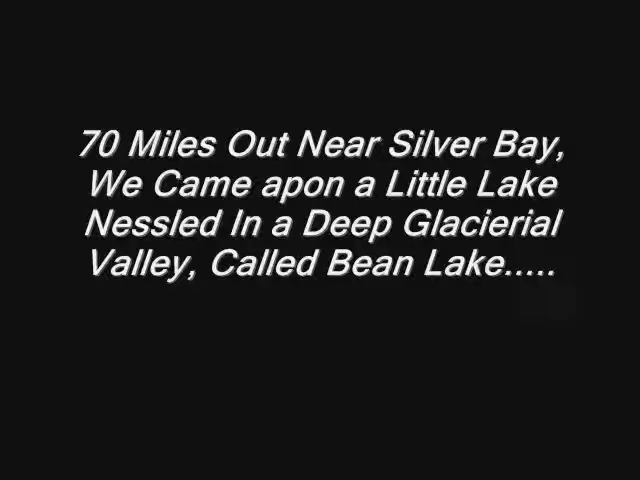 70 Miles Out Near Silver Bay,
We Came apon a Little Lake
Nessled In a Deep Glacierial
Valley, Called Bean Lake.....